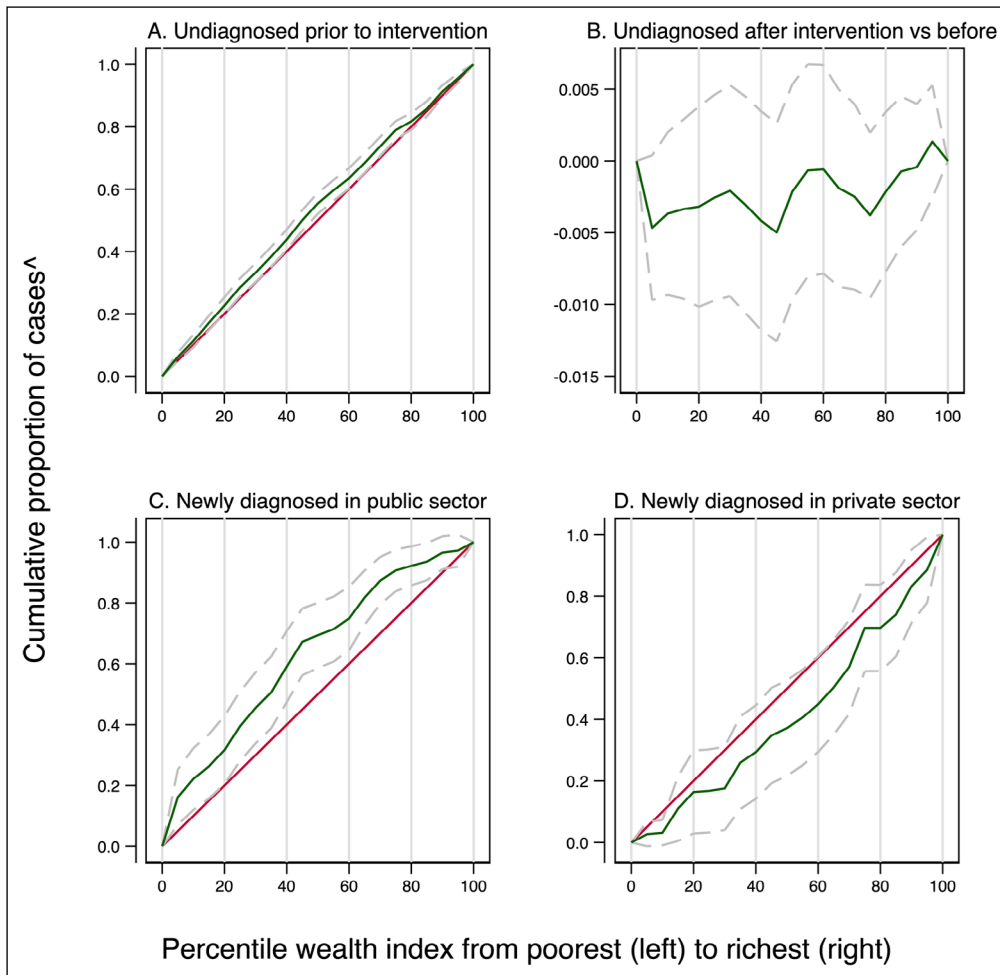 A. Undiagnosed prior to intervention
1.0
0.8
0.6
0.4
0.2
0.0
0 20 40 60 80 100
B. Undiagnosed after intervention vs before
0.005
0.000
-0.005
-0.010
-0.015
0 20 40 60 80 100
Cumulative proportion of cases^
C. Newly diagnosed in public sector
1.0
0.8
0.6
0.4
0.2
0.0
0 20 40 60 80 100
D. Newly diagnosed in private sector
1.0
0.8
0.6
0.4
0.2
0.0
0 20 40 60 80 100
Percentile wealth index from poorest (left) to richest (right)